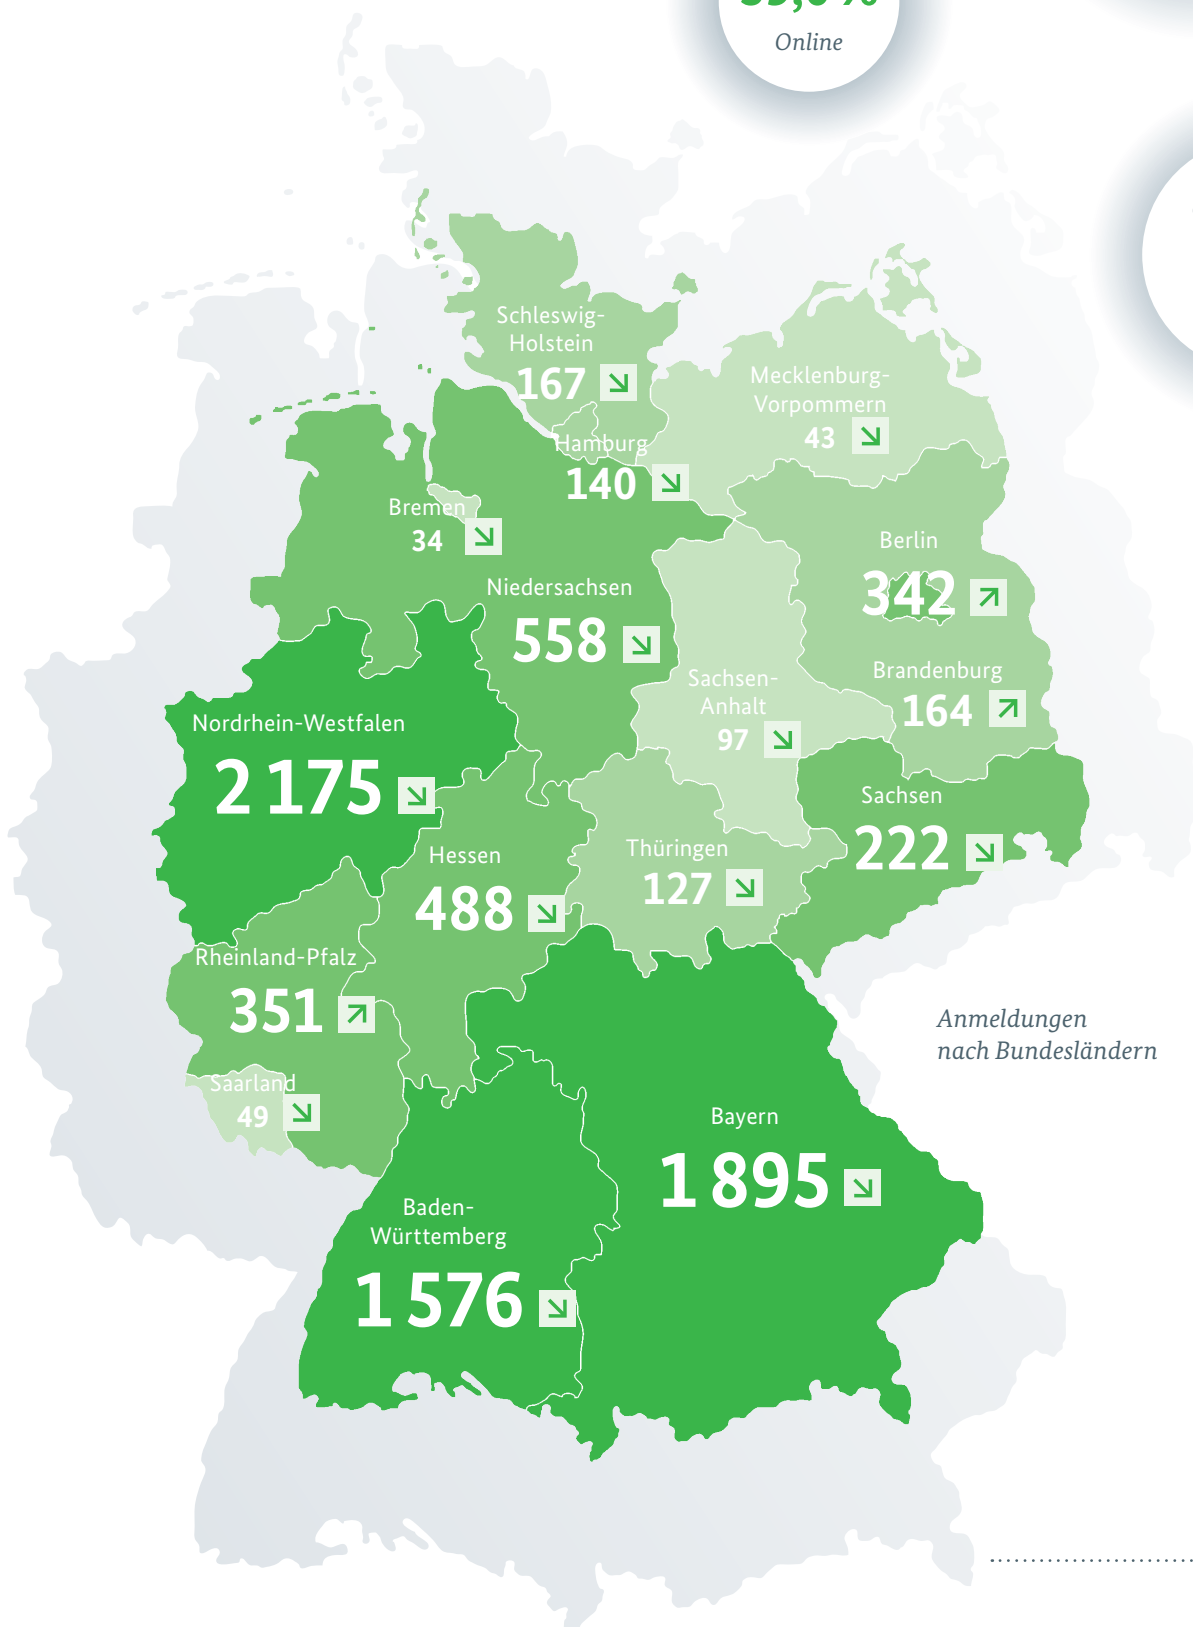 Online
Schleswig-
Holstein
167
Mecklenburg-
Vorpommern
43
Hamburg
140
Bremen
34
Berlin
342
Niedersachsen
558
Brandenburg
164
Sachsen-
Anhalt
97
Nordrhein-Westfalen
2 175
Sachsen
222
Hessen
488
Thüringen
127
Rheinland-Pfalz
351
Anmeldungen
nach Bundesländern
Saarland
49
Bayern
1 895
Baden-
Württemberg
1 576